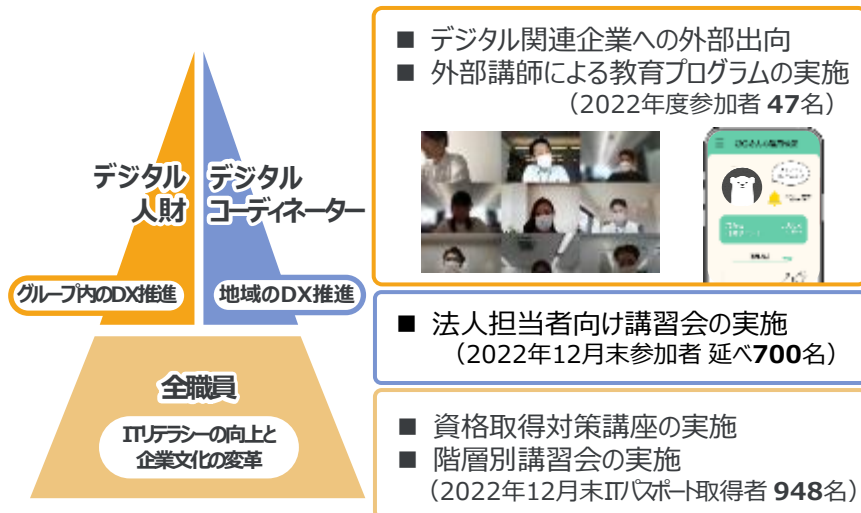 デジタル
人財
デジタル
コーディネーター
グループ内のDX推進
地域のDX推進
全職員
ITリテラシーの向上と
企業文化の変革
■ デジタル関連企業への外部出向
■ 外部講師による教育プログラムの実施
（2022年度参加者 47名）
■ 法人担当者向け講習会の実施
（2022年12月末参加者 延べ700名）
■ 資格取得対策講座の実施
■ 階層別講習会の実施
（2022年12月末ITパスポート取得者 948名）